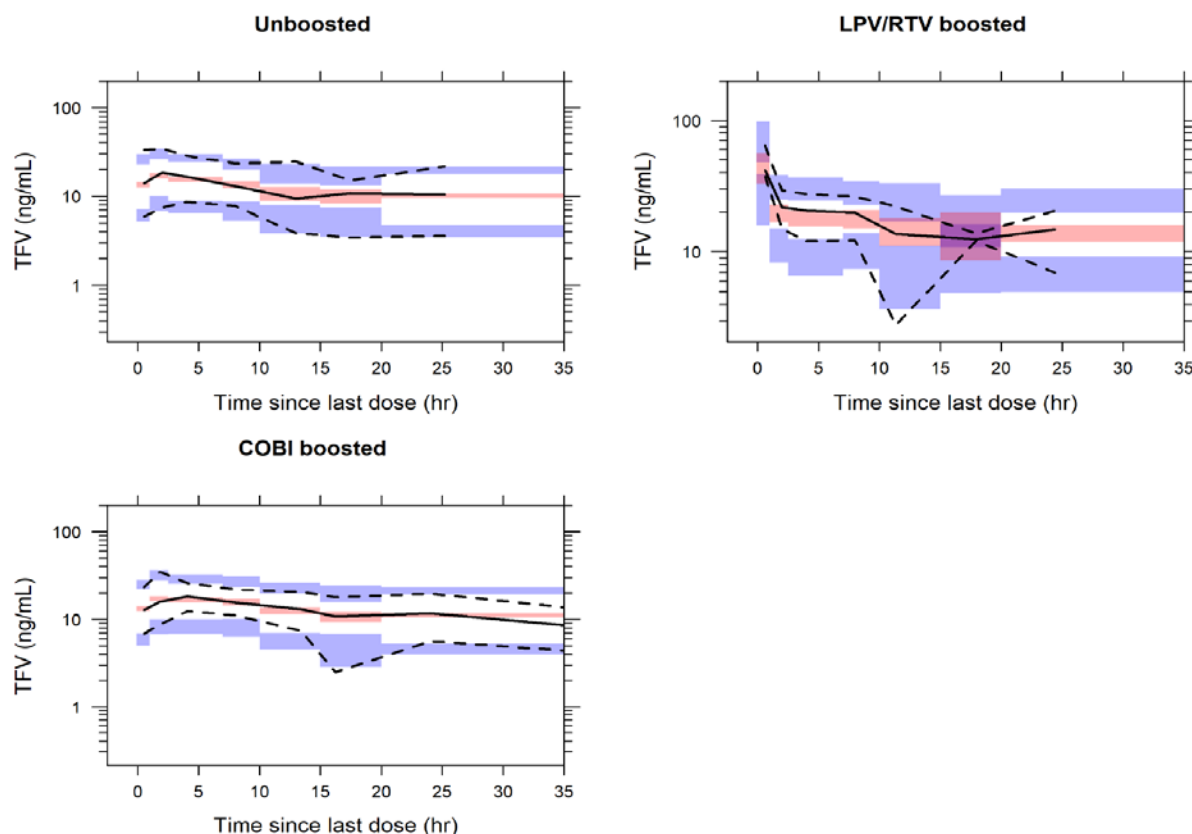 Unboosted
TFV (ng/mL)
100
10
1
0 5 10 15 20 25 30 35
Time since last dose (hr)
LPV/RTV boosted
TFV (ng/mL)
100
10
0 5 10 15 20 25 30 35
Time since last dose (hr)
COBI boosted
TFV (ng/mL)
100
10
1
0 5 10 15 20 25 30 35
Time since last dose (hr)